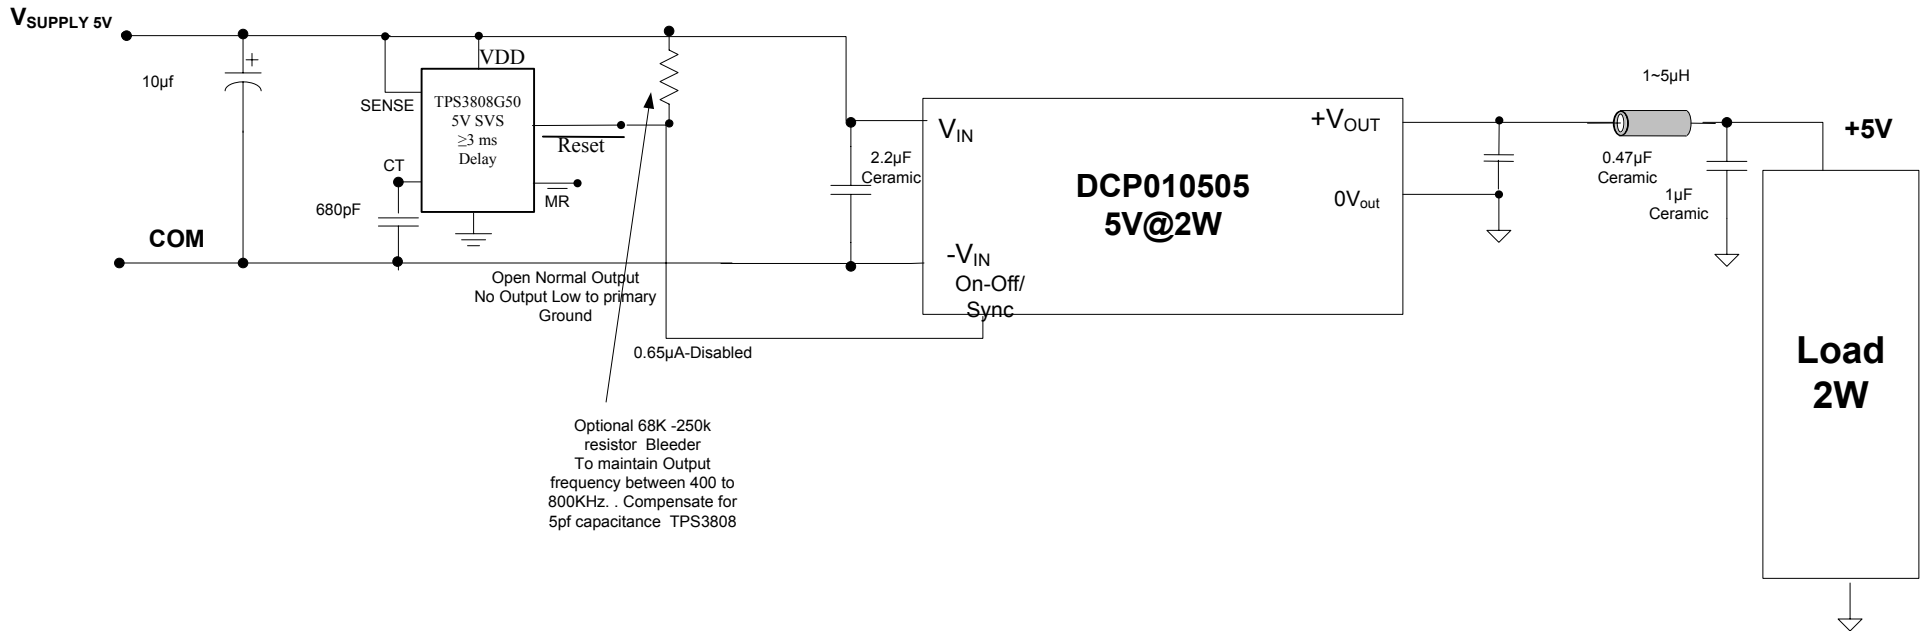 VSUPPLY 5V
10µf
+
VDD
SENSE
TPS3808G50
5V SVS
≥3 ms
Delay
Reset
CT
MR
680pF
COM
2.2µF
Ceramic
VIN
+VOUT
DCP010505
5V@2W
0Vout
-VIN
On-Off/
Sync
1~5µH
0.47µF
Ceramic
1µF
Ceramic
+5V
Load
2W
Open Normal Output
No Output Low to primary
Ground
0.65µA-Disabled
Optional 68K -250k
resistor Bleeder
To maintain Output
frequency between 400 to
800KHz. . Compensate for
5pf capacitance TPS3808